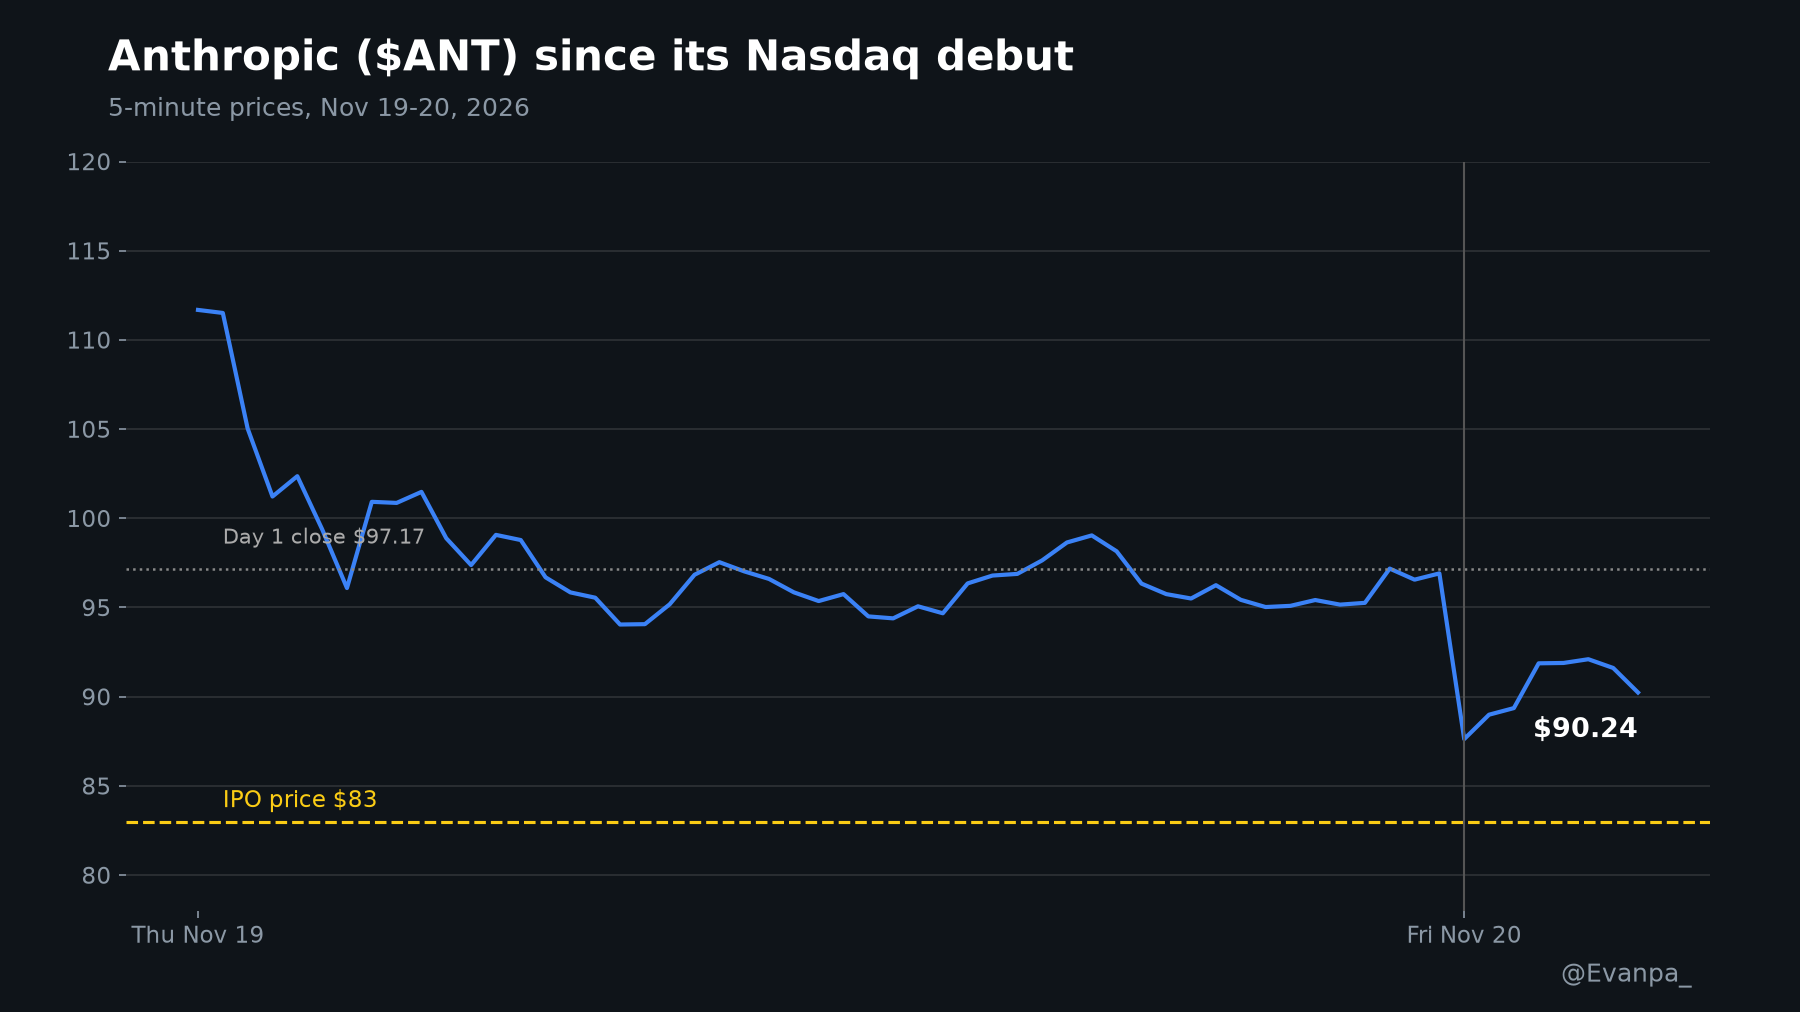 Anthropic ($ANT) since its Nasdaq debut
5-minute prices, Nov 19-20, 2026
120
115
110
105
100
Day 1 close $97.17
95
90
$90.24
85
IPO price $83
80
Thu Nov 19
Fri Nov 20
@Evanpa_